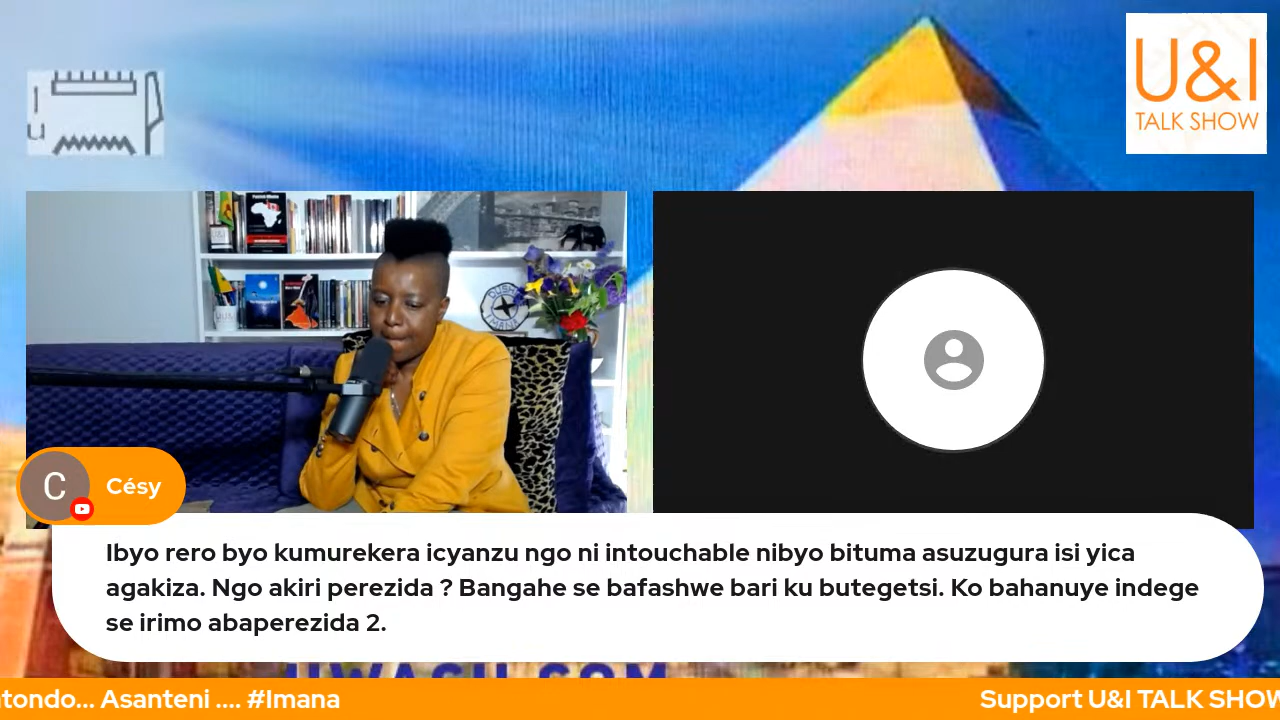 U&I
TALK SHOW
U&I
DUSHI
IMANA
C
Césy
Ibyo rero byo kumurekera icyanzu ngo ni intouchable nibyo bituma asuzugura isi yica
agakiza. Ngo akiri perezida ? Bangahe se bafashwe bari ku butegetsi. Ko bahanuye indege
se irimo abaperezida 2.
ntondo... Asanteni .... #Imana
Support U&I TALK SHOW